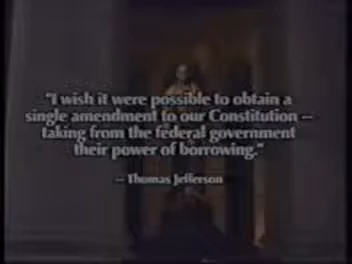 "I wish it were possible to obtain a
single amendment to our Constitution --
taking from the federal government
their power of borrowing."
-- Thomas Jefferson